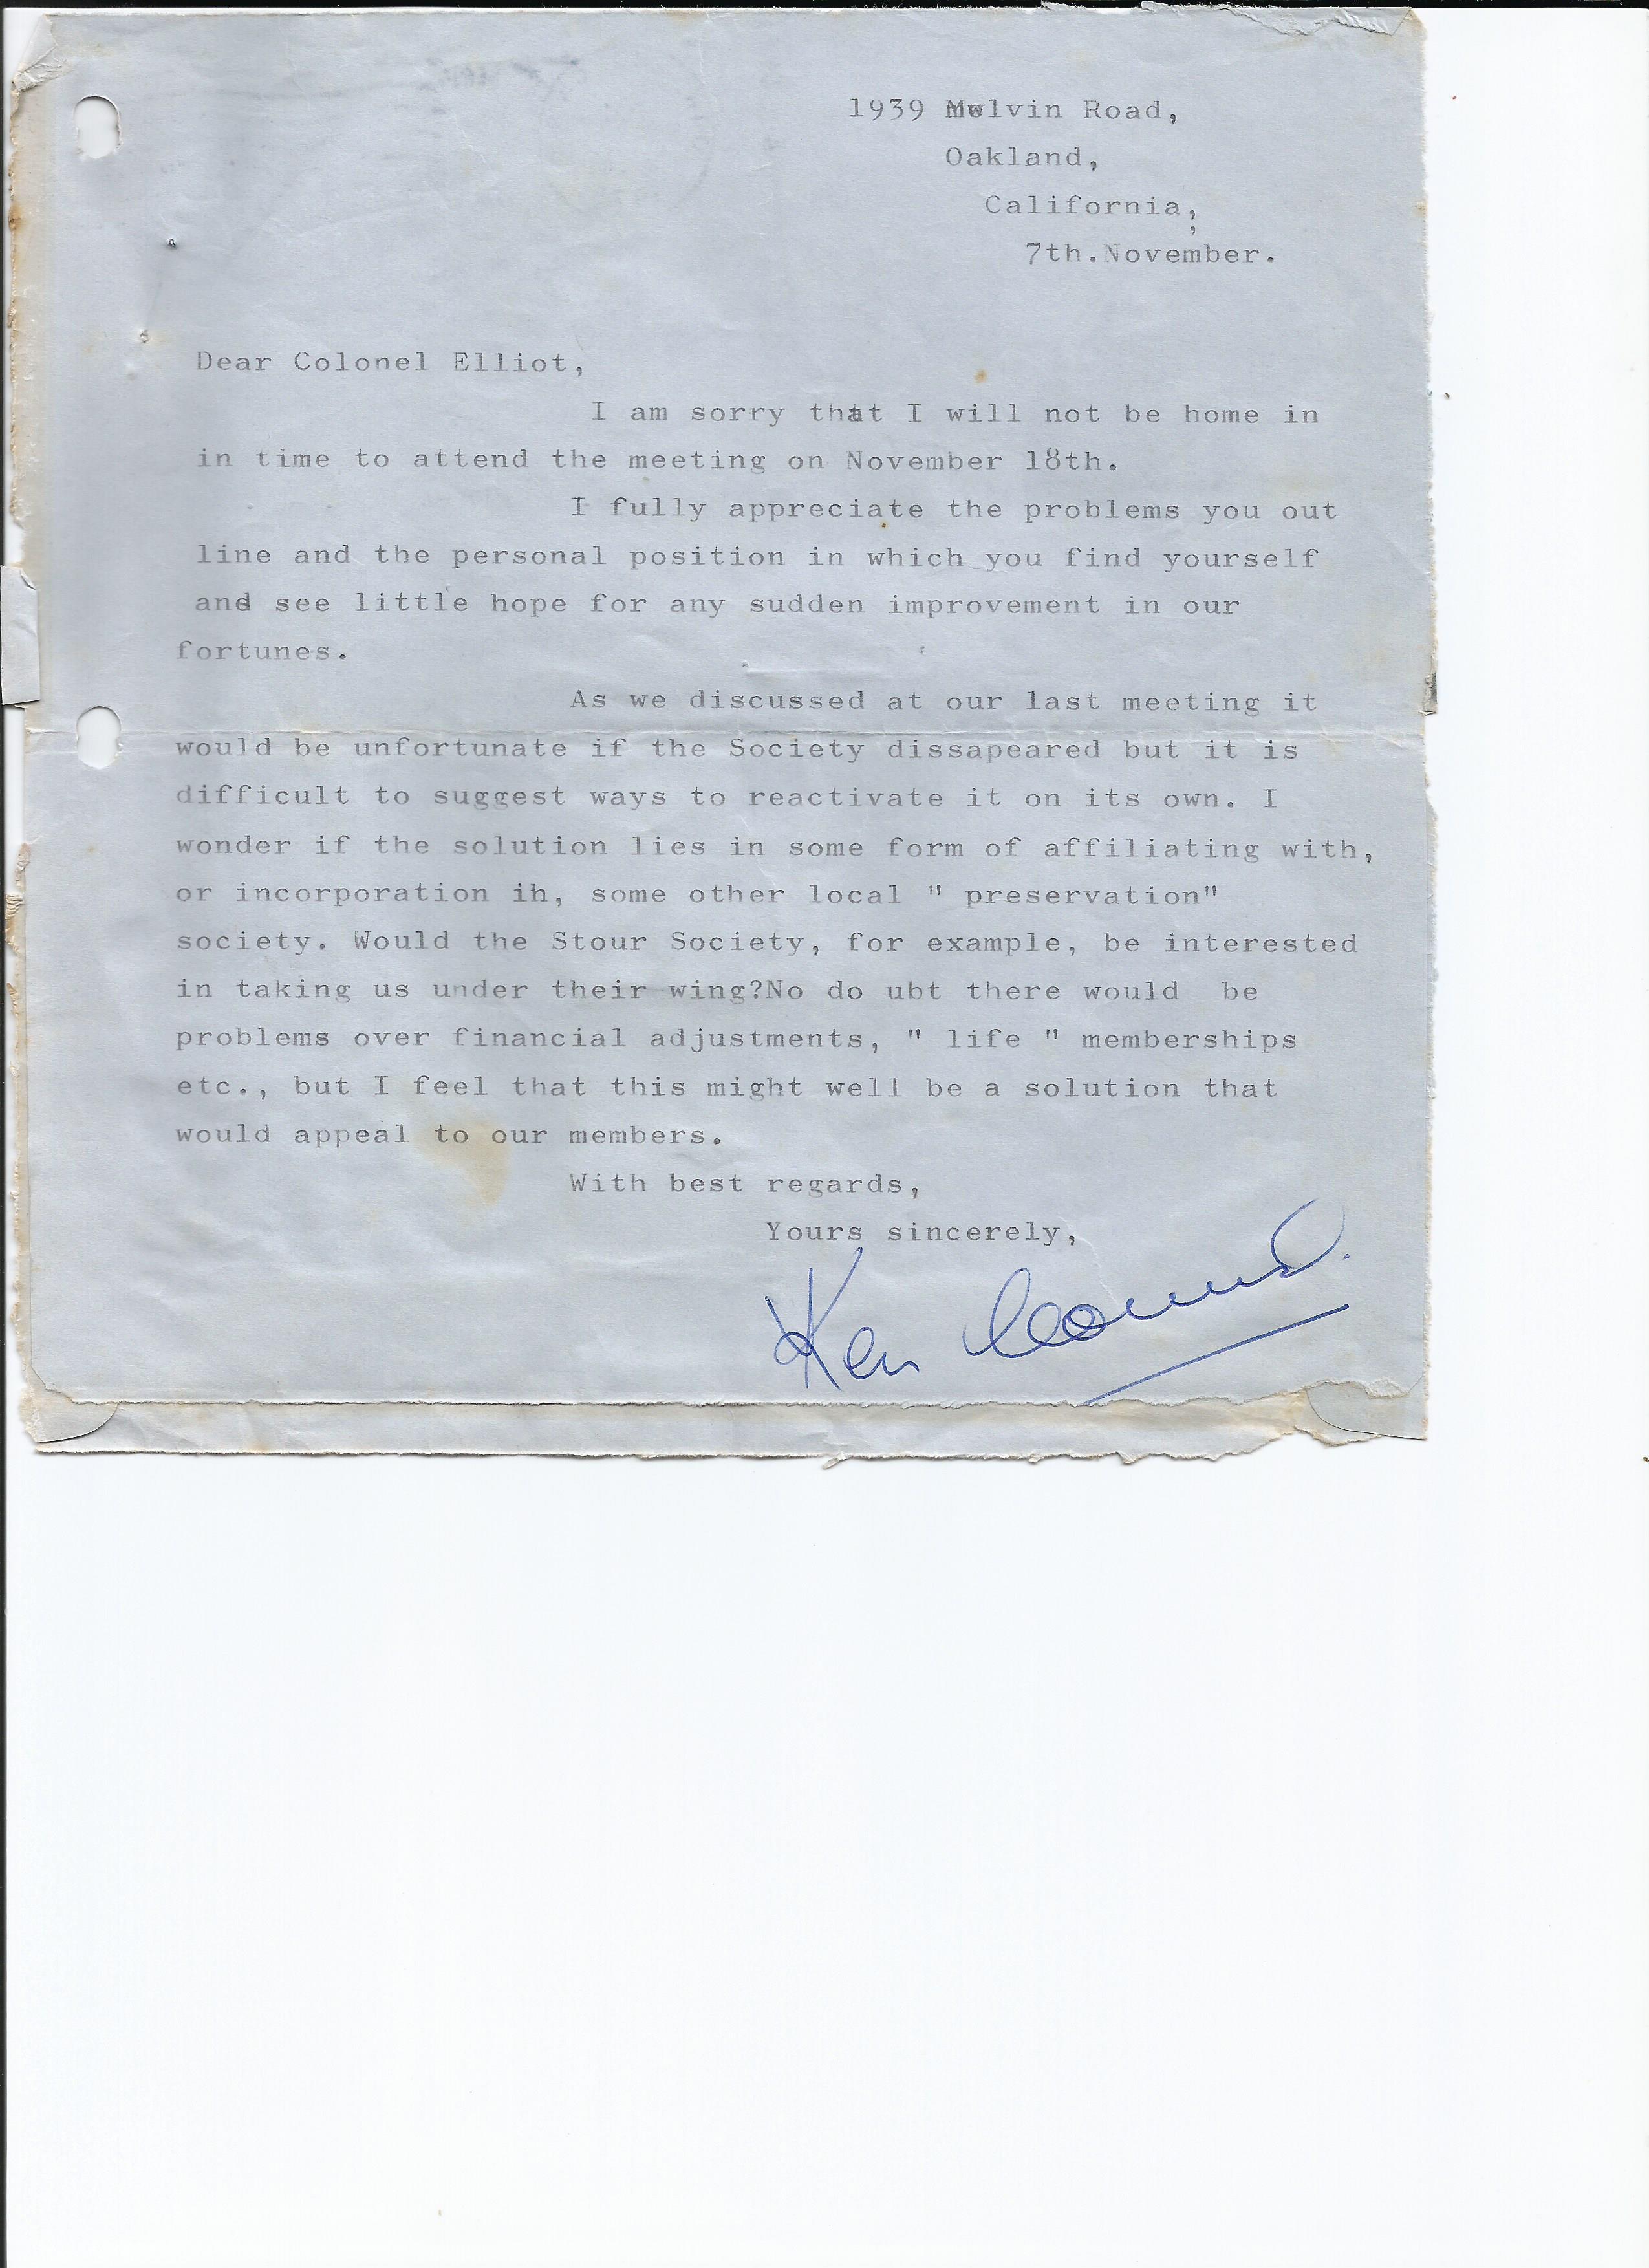 1939 Melvin Road,
Oakland,
California,
7th.November.
Dear Colonel Elliot,
I am sorry that I will not be home in
in time to attend the meeting on November 18th.
I fully appreciate the problems you out
line and the personal position in which you find yourself
and see little hope for any sudden improvement in our
fortunes.
As we discussed at our last meeting it
would be unfortunate if the Society dissapeared but it is
difficult to suggest ways to reactivate it on its own. I
wonder if the solution lies in some form of affiliating with,
or incorporation in, some other local " preservation"
society. Would the Stour Society, for example, be interested
in taking us under their wing?No do ubt there would  be
problems over financial adjustments, " life " memberships
etc., but I feel that this might well be a solution that
would appeal to our members.
With best regards,
Yours sincerely,
Ken